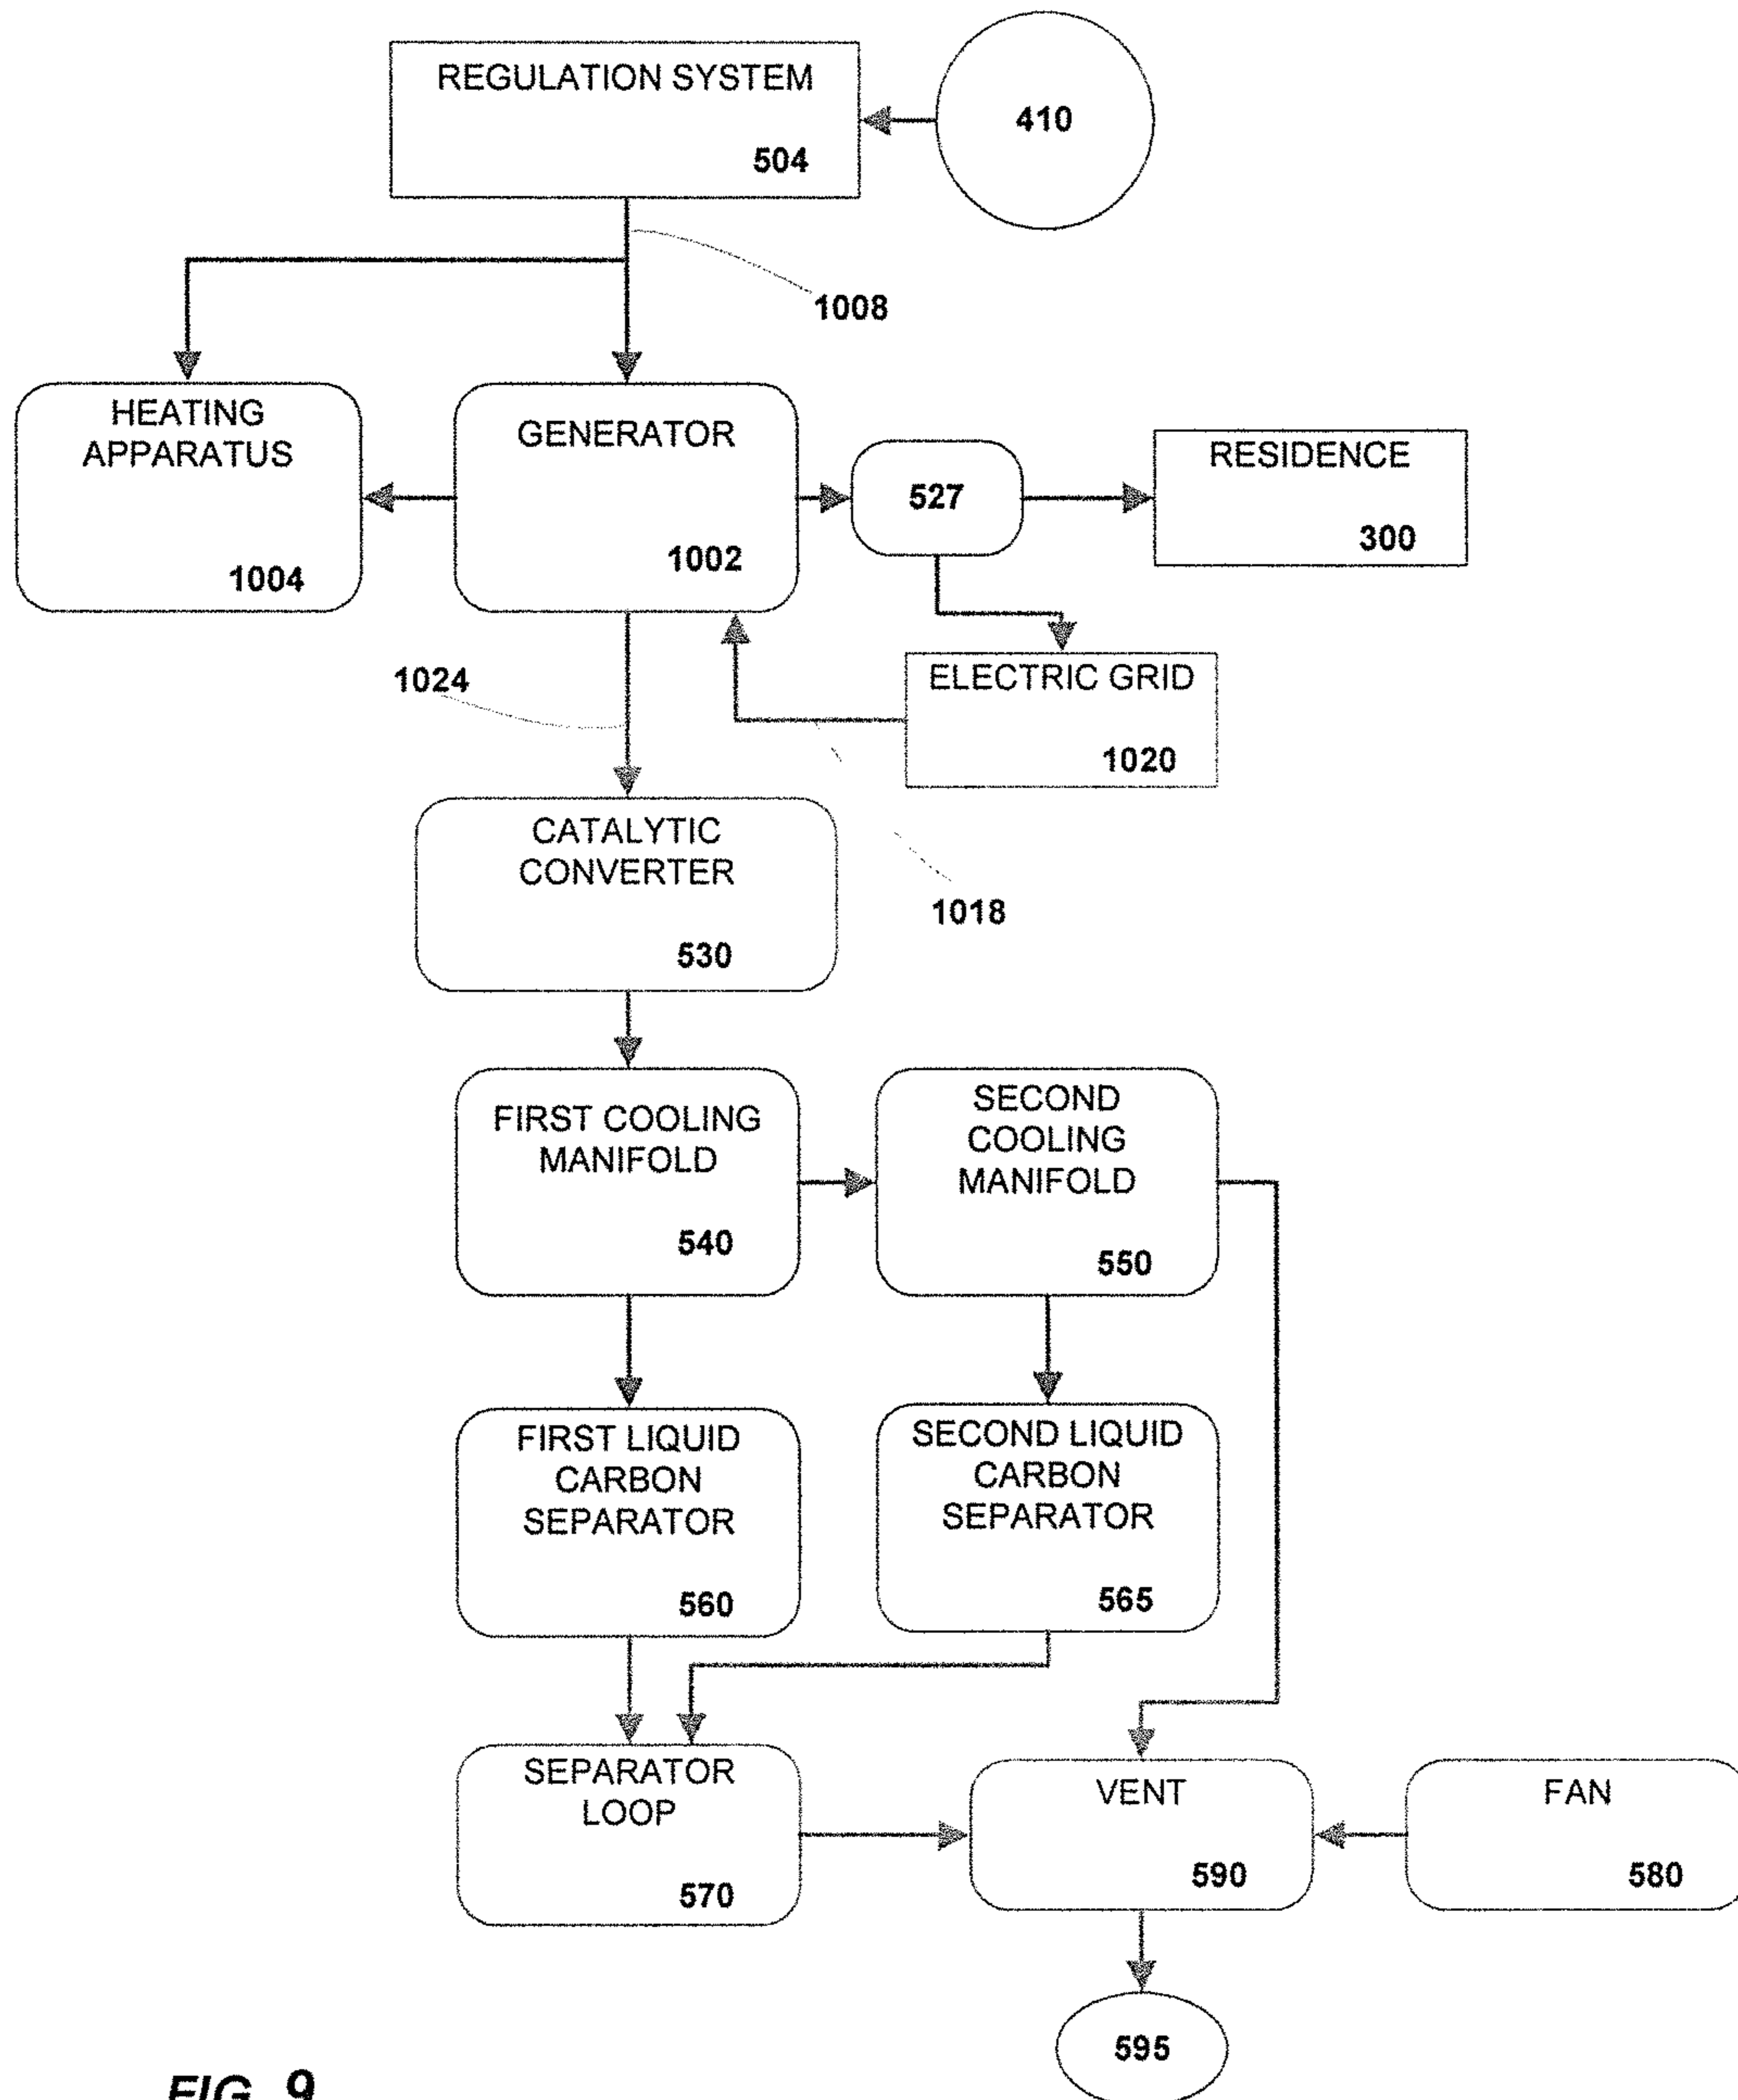 REGULATION SYSTEM
504
410
1008
HEATING
APPARATUS
1004
GENERATOR
1002
527
RESIDENCE
300
1024
ELECTRIC GRID
1020
CATALYTIC
CONVERTER
530
1018
FIRST COOLING
MANIFOLD
540
SECOND
COOLING
MANIFOLD
550
FIRST LIQUID
CARBON
SEPARATOR
560
SECOND LIQUID
CARBON
SEPARATOR
565
SEPARATOR
LOOP
570
VENT
590
FAN
580
595
FIG. 9